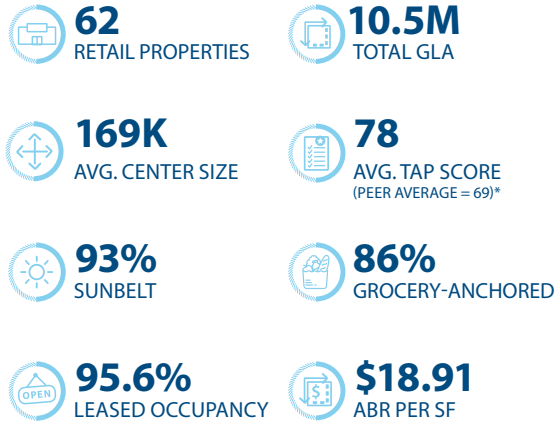 62
RETAIL PROPERTIES
10.5M
TOTAL GLA
169K
AVG. CENTER SIZE
78
AVG. TAP SCORE
(PEER AVERAGE = 69)*
93%
SUNBELT
86%
GROCERY-ANCHORED
OPEN
95.6%
LEASED OCCUPANCY
$
$18.91
ABR PER SF